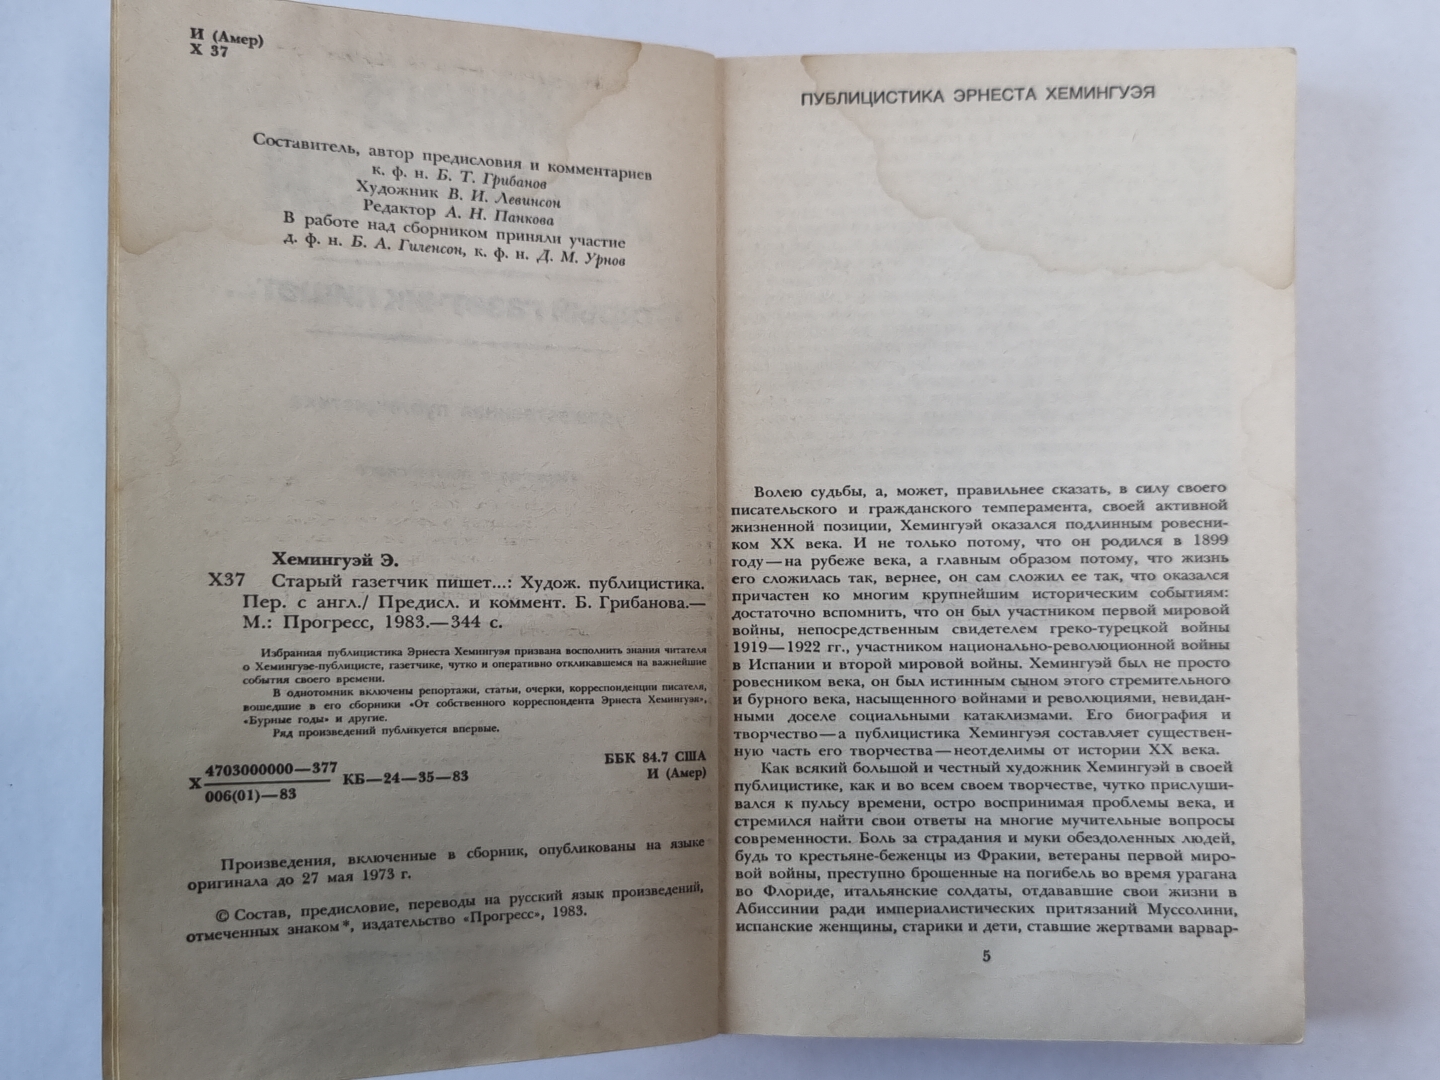 И (Амер)
Х 37
Составитель, автор предисловия и комментариев
к. ф. н. Б. Т. Грибанов
Художник В. И. Левинсон
Редактор А. Н. Панкова
В работе над сборником приняли участие
д. ф. н. Б. А. Гиленсон, к. ф. н. Д. М. Урнов
Хемингуэй Э.
Х37 Старый газетчик пишет...: Худож. публицистика.
Пер. с англ./ Предисл. и коммент. Б. Грибанова.—
М.: Прогресс, 1983.—344 с.
Избранная публицистика Эрнеста Хемингуэя призвана восполнить знания читателя
о Хемингуэе-публицисте, газетчике, чутко и оперативно откликавшемся на важнейшие
события своего времени.
В однотомник включены репортажи, статьи, очерки, корреспонденции писателя,
вошедшие в его сборники «От собственного корреспондента Эрнеста Хемингуэя»,
«Бурные годы» и другие.
Ряд произведений публикуется впервые.
Х 4703000000—377
006(01)—83
КБ—24—35—83
ББК 84.7 США
И (Амер)
Произведения, включенные в сборник, опубликованы на языке
оригинала до 27 мая 1973 г.
© Состав, предисловие, переводы на русский язык произведений,
отмеченных знаком*, издательство «Прогресс», 1983.
ПУБЛИЦИСТИКА ЭРНЕСТА ХЕМИНГУЭЯ
Волею судьбы, а, может, правильнее сказать, в силу своего
писательского и гражданского темперамента, своей активной
жизненной позиции, Хемингуэй оказался подлинным ровесни-
ком XX века. И не только потому, что он родился в 1899
году—на рубеже века, а главным образом потому, что жизнь
его сложилась так, вернее, он сам сложил ее так, что оказался
причастен ко многим крупнейшим историческим событиям:
достаточно вспомнить, что он был участником первой мировой
войны, непосредственным свидетелем греко-турецкой войны
1919—1922 гг., участником национально-революционной войны
в Испании и второй мировой войны. Хемингуэй был не просто
ровесником века, он был истинным сыном этого стремительного
и бурного века, насыщенного войнами и революциями, невидан-
ными доселе социальными катаклизмами. Его биография и
творчество—а публицистика Хемингуэя составляет существен-
ную часть его творчества—неотделимы от истории XX века.
Как всякий большой и честный художник Хемингуэй в своей
публицистике, как и во всем своем творчестве, чутко прислуши-
вался к пульсу времени, остро воспринимая проблемы века, и
стремился найти свои ответы на многие мучительные вопросы
современности. Боль за страдания и муки обездоленных людей,
будь то крестьяне-беженцы из Фракии, ветераны первой миро-
вой войны, преступно брошенные на погибель во время урагана
во Флориде, итальянские солдаты, отдававшие свои жизни в
Абиссинии ради империалистических притязаний Муссолини,
испанские женщины, старики и дети, ставшие жертвами варвар-
5